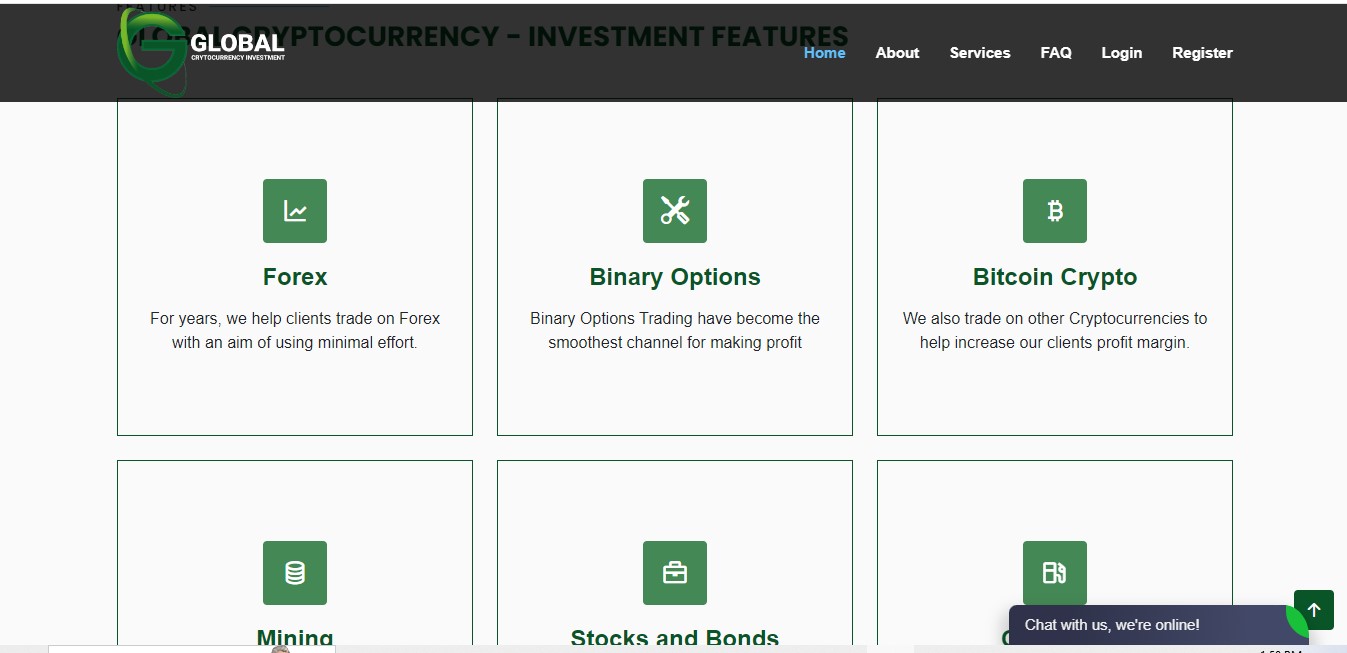 FEATURES
GLOBAL CRYPTOCURRENCY - INVESTMENT FEATURES
GLOBAL
CRYTOCURRENCY INVESTMENT
Home About Services FAQ Login Register
Forex
For years, we help clients trade on Forex
with an aim of using minimal effort.
Binary Options
Binary Options Trading have become the
smoothest channel for making profit
Bitcoin Crypto
We also trade on other Cryptocurrencies to
help increase our clients profit margin.
Mining
Stocks and Bonds
Chat with us, we're online!